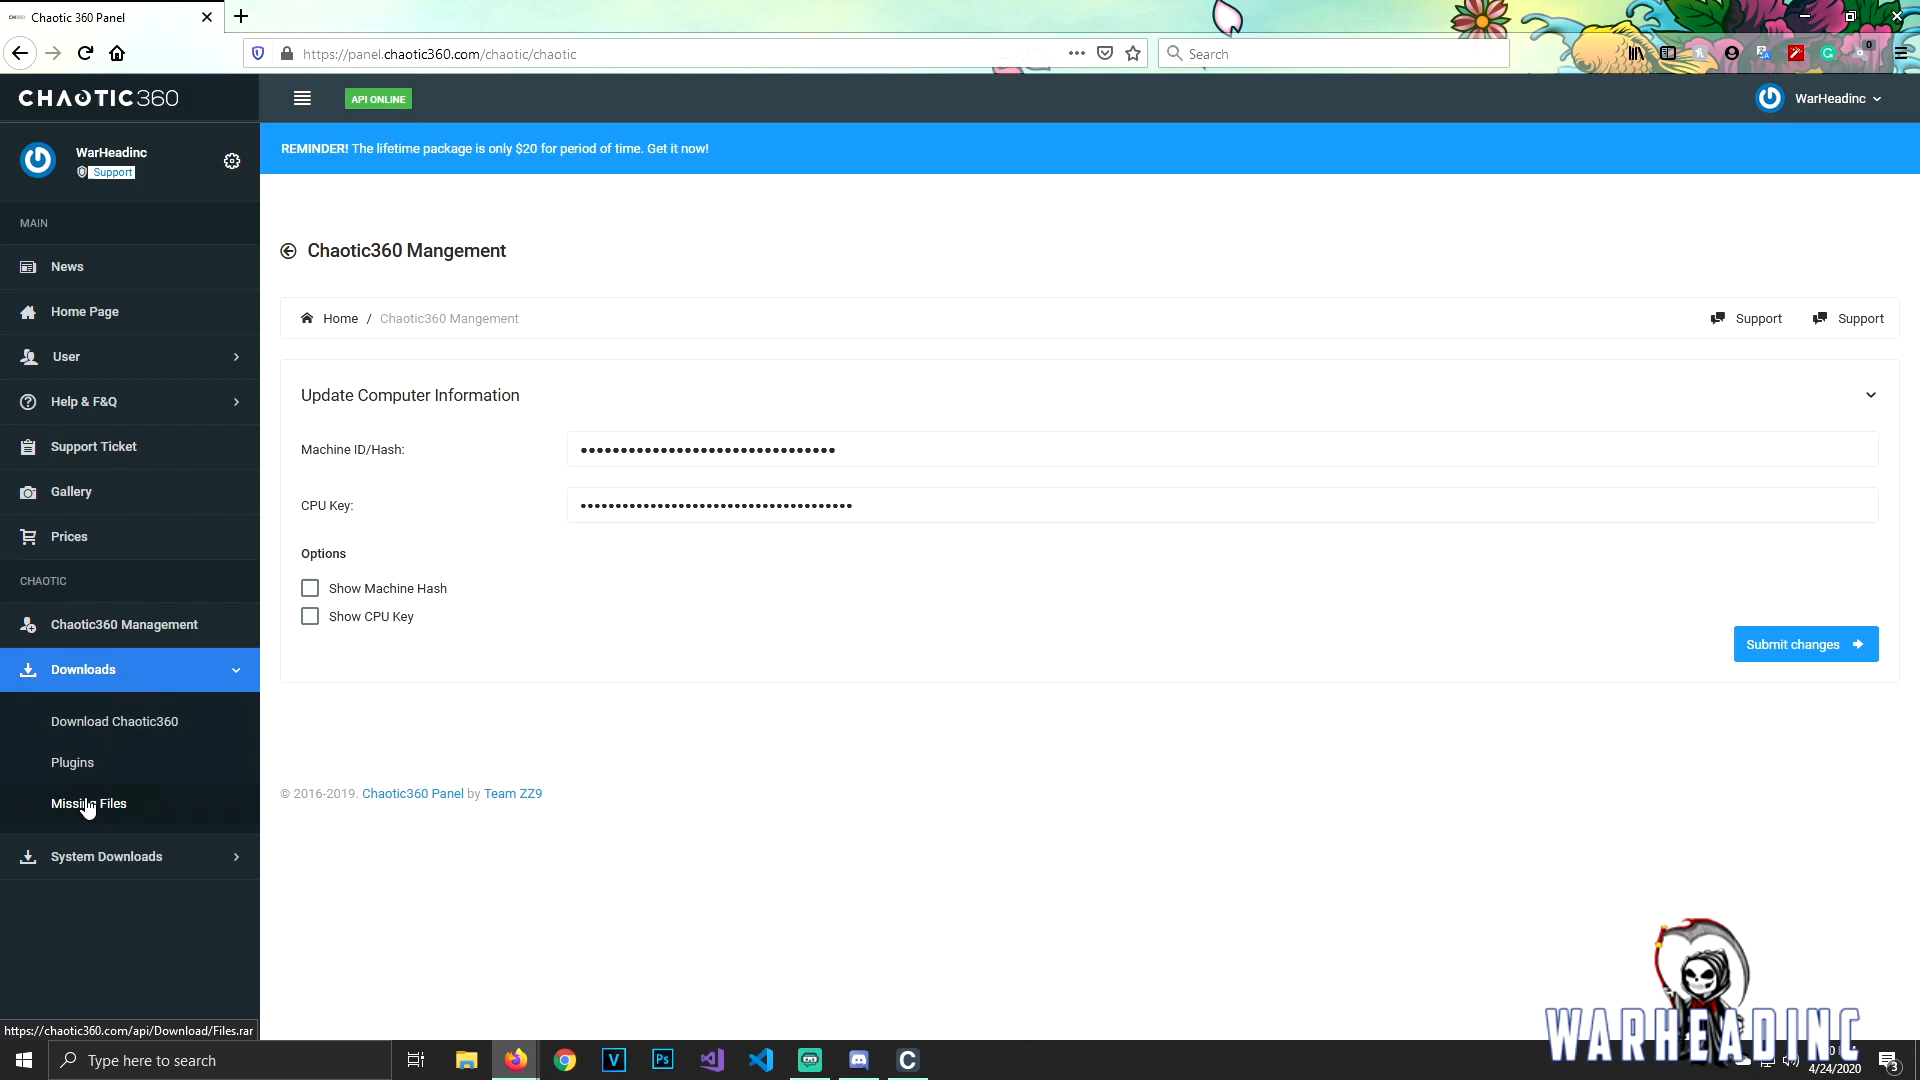 Chaotic 360 Panel
https://panel.chaotic360.com/chaotic/chaotic
Search
0
CHAOTIC360
API ONLINE
WarHeadinc
WarHeadinc
Support
REMINDER! The lifetime package is only $20 for period of time. Get it now!
MAIN
News
Home Page
User
Help & F&Q
Support Ticket
Gallery
Prices
CHAOTIC
Chaotic360 Management
Downloads
Download Chaotic360
Plugins
Missing Files
System Downloads
Chaotic360 Mangement
Home / Chaotic360 Mangement
Support
Support
Update Computer Information
Machine ID/Hash:
CPU Key:
Options
Show Machine Hash
Show CPU Key
Submit changes
© 2016-2019. Chaotic360 Panel by Team ZZ9
https://chaotic360.com/api/Download/Files.rar
WARHEADINC
Type here to search
V
Ps
C
4/24/2020
3